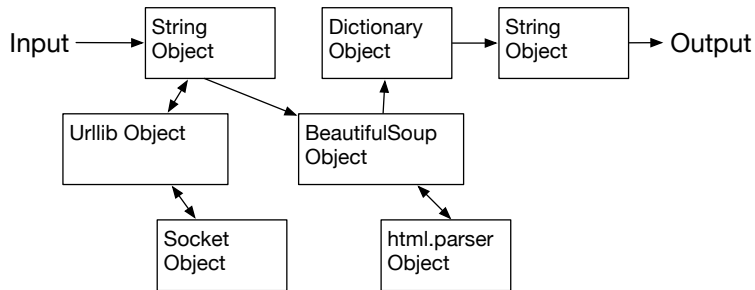 Input
String
Object
Dictionary
Object
String
Object
Output
Urllib Object
BeautifulSoup
Object
Socket
Object
html.parser
Object